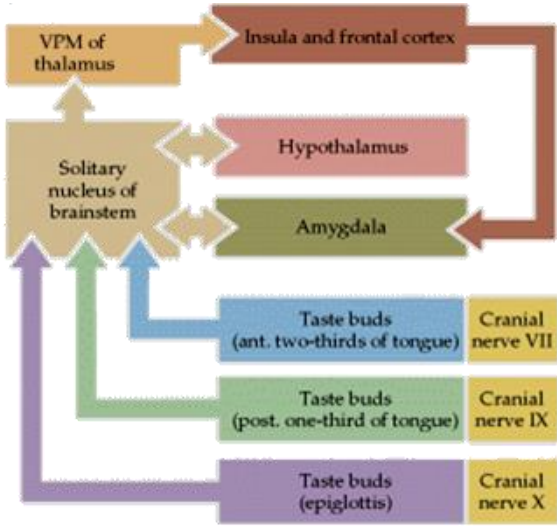 VPM of
thalamus
Insula and frontal cortex
Solitary
nucleus of
brainstem
Hypothalamus
Amygdala
Taste buds
(ant. two-thirds of tongue)
Cranial
nerve VII
Taste buds
(post. one-third of tongue)
Cranial
nerve IX
Taste buds
(epiglottis)
Cranial
nerve X